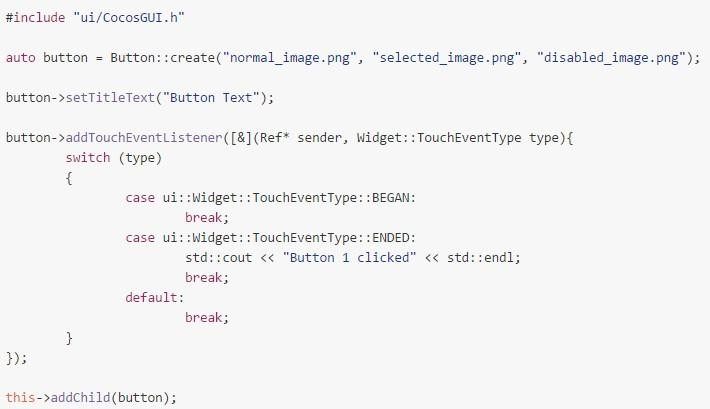 #include "ui/CocosGUI.h"

auto button = Button::create("normal_image.png", "selected_image.png", "disabled_image.png");

button->setTitleText("Button Text");

button->addTouchEventListener([&](Ref* sender, Widget::TouchEventType type){
        switch (type)
        {
                case ui::Widget::TouchEventType::BEGAN:
                        break;
                case ui::Widget::TouchEventType::ENDED:
                        std::cout << "Button 1 clicked" << std::endl;
                        break;
                default:
                        break;
        }
});

this->addChild(button);